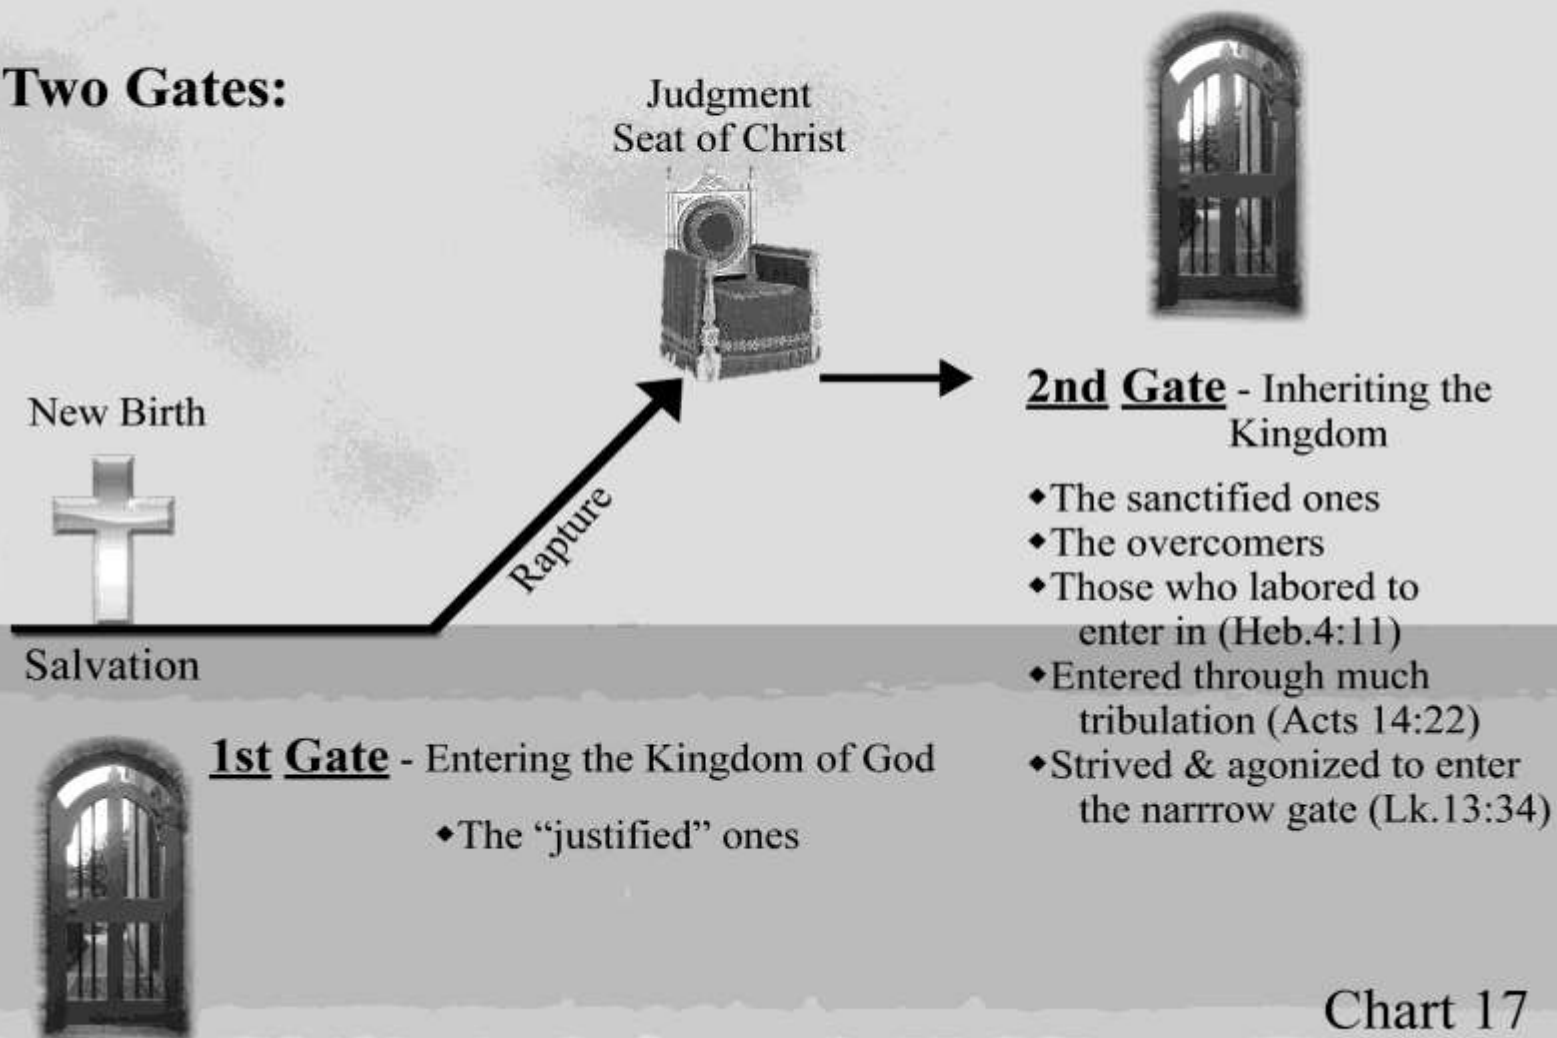 Two Gates:
Judgment
Seat of Christ
New Birth
Rapture
Salvation
1st Gate - Entering the Kingdom of God
◆The “justified” ones
2nd Gate - Inheriting the
Kingdom
◆The sanctified ones
◆The overcomers
◆Those who labored to
enter in (Heb.4:11)
◆Entered through much
tribulation (Acts 14:22)
◆Strived & agonized to enter
the narrrow gate (Lk.13:34)
Chart 17